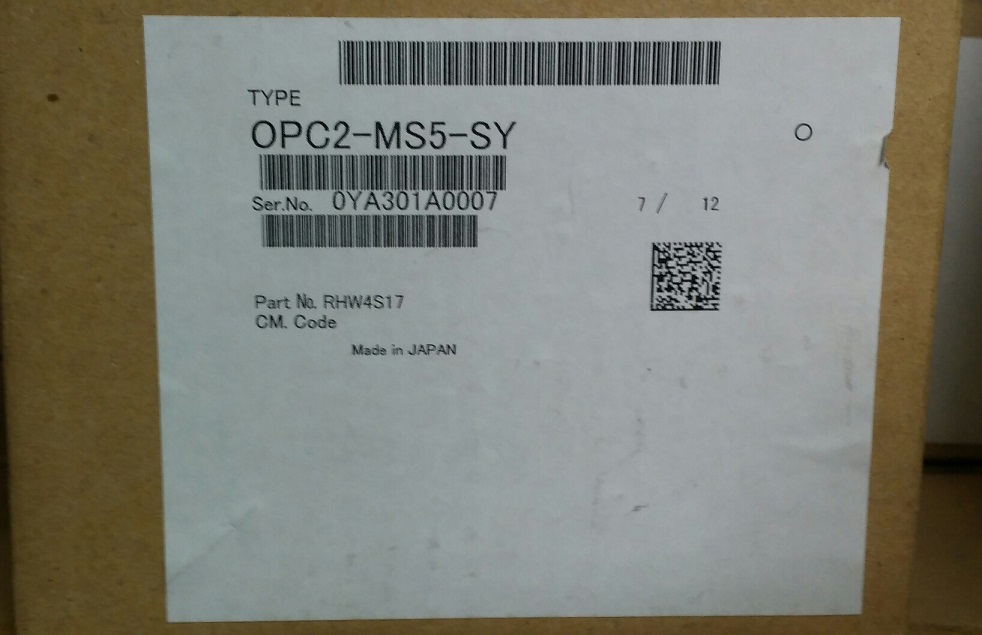 TYPE
OPC2-MS5-SY
O
Ser.No. 0YA301A0007
7 / 12
Part №. RHW4S17
CM. Code
Made in JAPAN